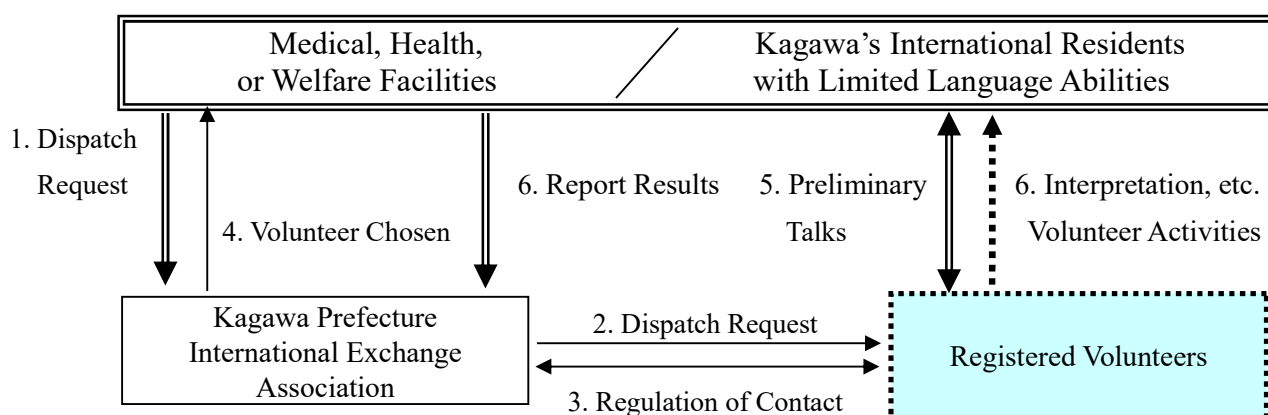 Medical, Health,
or Welfare Facilities
Kagawa’s International Residents
with Limited Language Abilities
1. Dispatch
Request
4. Volunteer Chosen
6. Report Results
5. Preliminary
Talks
6. Interpretation, etc.
Volunteer Activities
Kagawa Prefecture
International Exchange
Association
2. Dispatch Request
3. Regulation of Contact
Registered Volunteers